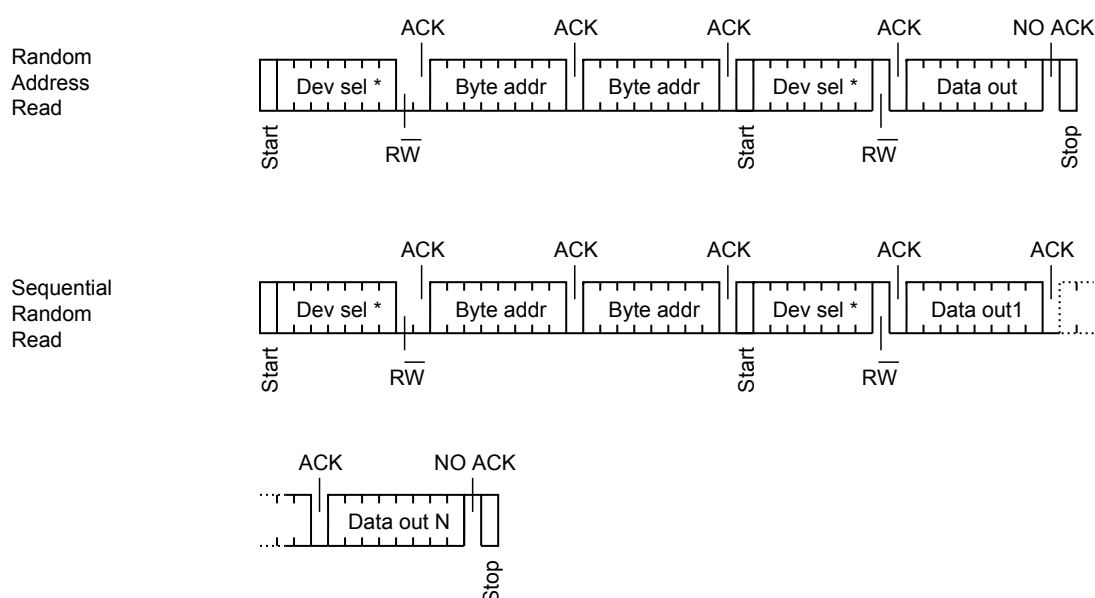 ACK ACK ACK ACK NO ACK
Random
Address
Read
Dev sel * Byte addr Byte addr Dev sel * Data out
Start RW Start RW Stop
ACK ACK ACK ACK ACK
Sequential
Random
Read
Dev sel * Byte addr Byte addr Dev sel * Data out1
Start RW Start RW
ACK NO ACK
Data out N
Stop